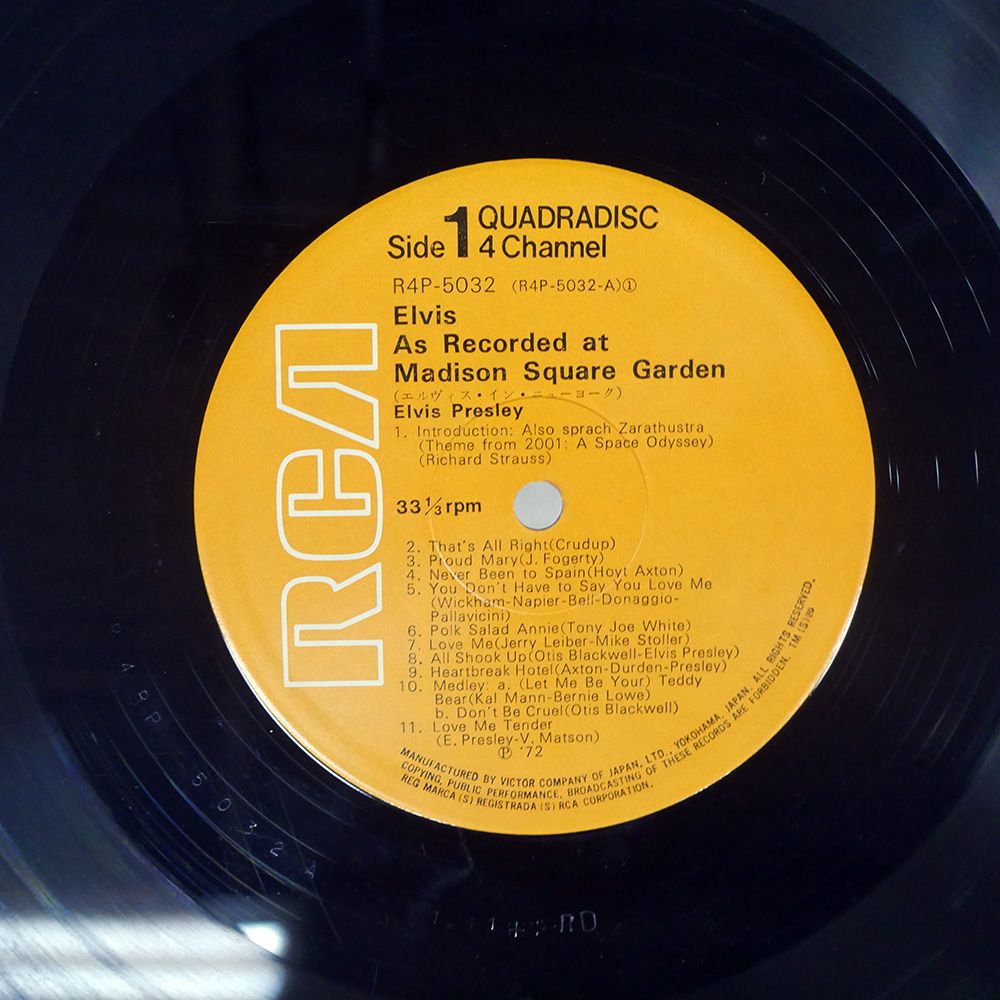 Side 1 QUADRADISC
4 Channel
R4P-5032 (R4P-5032-A)①
Elvis
As Recorded at
Madison Square Garden
(エルヴィス・イン・ニューヨーク)
Elvis Presley
1. Introduction: Also sprach Zarathustra
(Theme from 2001: A Space Odyssey)
(Richard Strauss)
33 1/3 rpm
2. That's All Right(Crudup)
3. Proud Mary(J. Fogerty)
4. Never Been to Spain(Hoyt Axton)
5. You Don't Have to Say You Love Me
(Wickham-Napier-Bell-Donaggio-
Pallavicini)
6. Polk Salad Annie(Tony Joe White)
7. Love Me(Jerry Leiber-Mike Stoller)
8. All Shook Up(Otis Blackwell-Elvis Presley)
9. Heartbreak Hotel(Axton-Durden-Presley)
10. Medley: a. (Let Me Be Your) Teddy
Bear(Kal Mann-Bernie Lowe)
b. Don't Be Cruel(Otis Blackwell)
11. Love Me Tender
(E. Presley-V. Matson)
Ⓟ '72
RCA
MANUFACTURED BY VICTOR COMPANY OF JAPAN, LTD., YOKOHAMA, JAPAN. ALL RIGHTS RESERVED.
COPYING, PUBLIC PERFORMANCE, BROADCASTING OF THESE RECORDS ARE FORBIDDEN. TM(S)®
REG MARCA(S) REGISTRADA(S) RCA CORPORATION.
5032A
RD